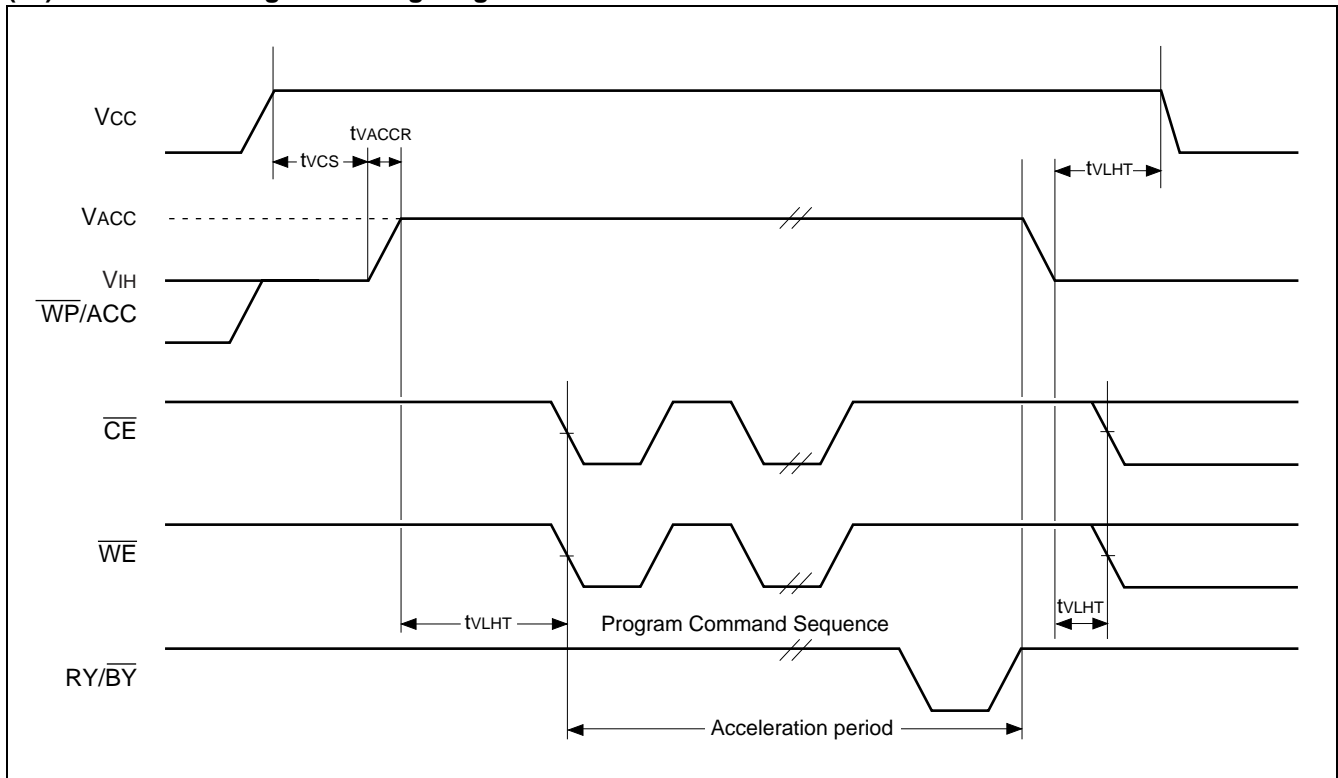 VCC
tVACCR
tVCS
tVLHT
VACC
VIH
WP/ACC
CE
WE
tVLHT
Program Command Sequence
tVLHT
RY/BY
Acceleration period